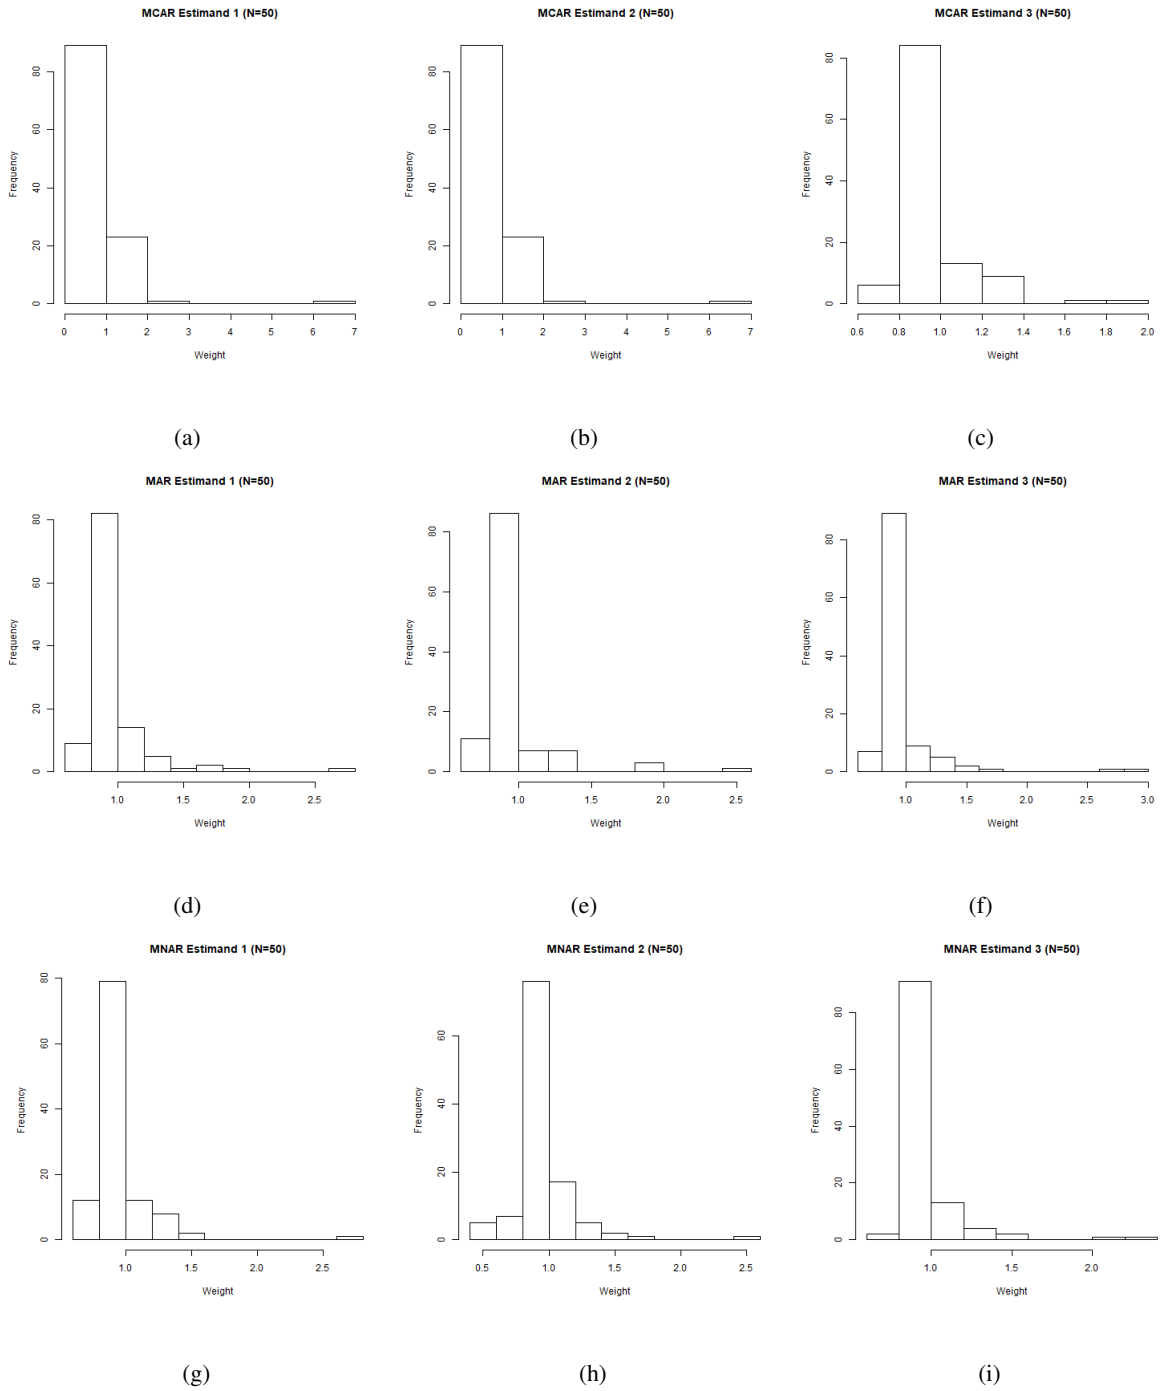 MCAR Estimand 1 (N=50)
MCAR Estimand 2 (N=50)
MCAR Estimand 3 (N=50)
Frequency
0 20 40 60 80
0 1 2 3 4 5 6 7
Weight
Frequency
0 20 40 60 80
0 1 2 3 4 5 6 7
Weight
Frequency
0 20 40 60 80
0.6 0.8 1.0 1.2 1.4 1.6 1.8 2.0
Weight
(a)
(b)
(c)
MAR Estimand 1 (N=50)
MAR Estimand 2 (N=50)
MAR Estimand 3 (N=50)
Frequency
0 20 40 60 80
1.0 1.5 2.0 2.5
Weight
Frequency
0 20 40 60 80
1.0 1.5 2.0 2.5
Weight
Frequency
0 20 40 60 80
1.0 1.5 2.0 2.5 3.0
Weight
(d)
(e)
(f)
MNAR Estimand 1 (N=50)
MNAR Estimand 2 (N=50)
MNAR Estimand 3 (N=50)
Frequency
0 20 40 60 80
1.0 1.5 2.0 2.5
Weight
Frequency
0 20 40 60
0.5 1.0 1.5 2.0 2.5
Weight
Frequency
0 20 40 60 80
1.0 1.5 2.0
Weight
(g)
(h)
(i)